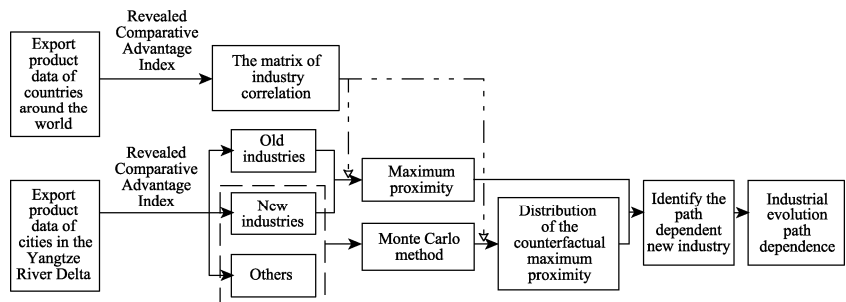 Export
product
data of
countries
around the
world
Revealed
Comparative
Advantage
Index
The matrix of
industry
correlation
Export
product
data of
cities in the
Yangtze
River Delta
Revealed
Comparative
Advantage
Index
Old
industries
New
industries
Others
Maximum
proximity
Monte Carlo
method
Distribution
of the
counterfactual
maximum
proximity
Identify the
path
dependent
new industry
Industrial
evolution
path
dependence